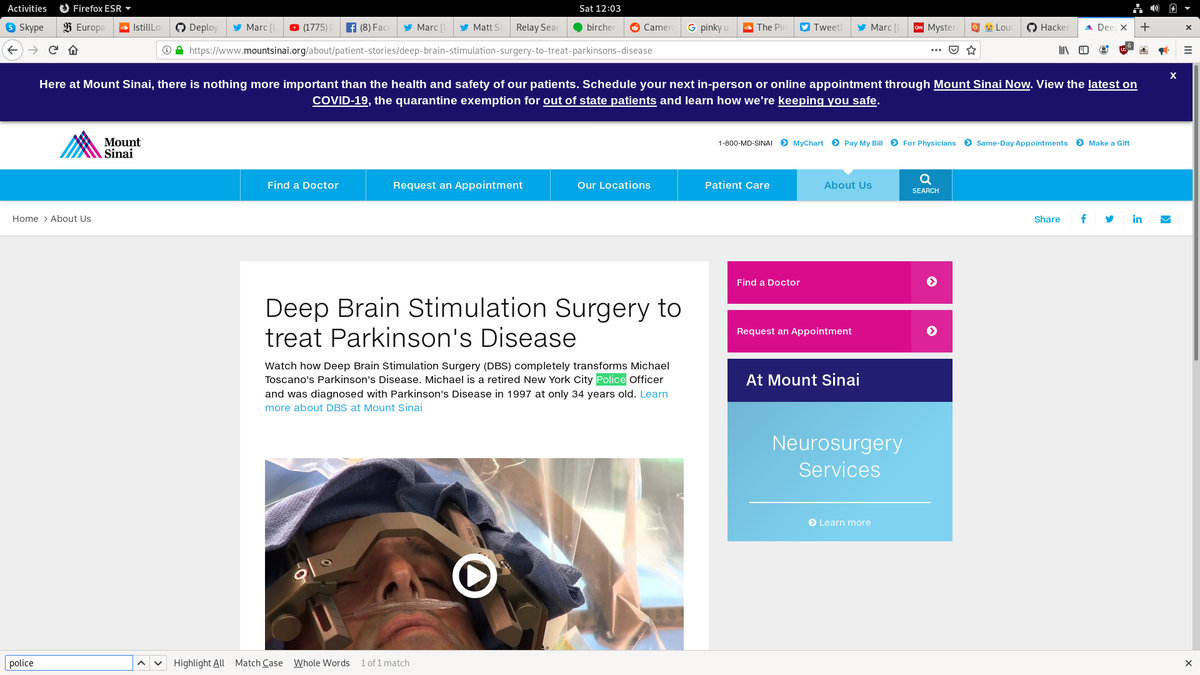 Activities Firefox ESR Sat 12:03
Skype Europa IstillLo Deploy Marc [ (1775) (8) Fac Marc [ Matt S Relay Sear bircher Camer pinky u The Pin Tweet Marc [ Myster Loud Hacker Dee
https://www.mountsinai.org/about/patient-stories/deep-brain-stimulation-surgery-to-treat-parkinsons-disease
Here at Mount Sinai, there is nothing more important than the health and safety of our patients. Schedule your next in-person or online appointment through Mount Sinai Now. View the latest on
COVID-19, the quarantine exemption for out of state patients and learn how we're keeping you safe.
x
Mount
Sinai
1-800-MD-SINAI MyChart Pay My Bill For Physicians Same-Day Appointments Make a Gift
Find a Doctor Request an Appointment Our Locations Patient Care About Us SEARCH
Home > About Us Share
Deep Brain Stimulation Surgery to
treat Parkinson's Disease
Watch how Deep Brain Stimulation Surgery (DBS) completely transforms Michael
Toscano's Parkinson's Disease. Michael is a retired New York City Police Officer
and was diagnosed with Parkinson's Disease in 1997 at only 34 years old. Learn
more about DBS at Mount Sinai
Find a Doctor
Request an Appointment
At Mount Sinai
Neurosurgery
Services
Learn more
police Highlight All Match Case Whole Words 1 of 1 match